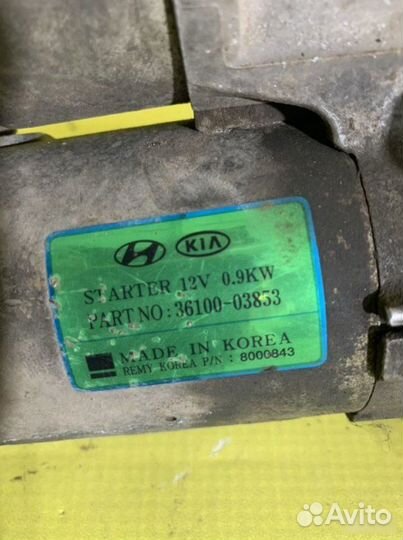 KIA
STARTER 12V 0.9KW
PART NO : 36100-03853
MADE IN KOREA
REMY KOREA P/N : 8000843
Avito